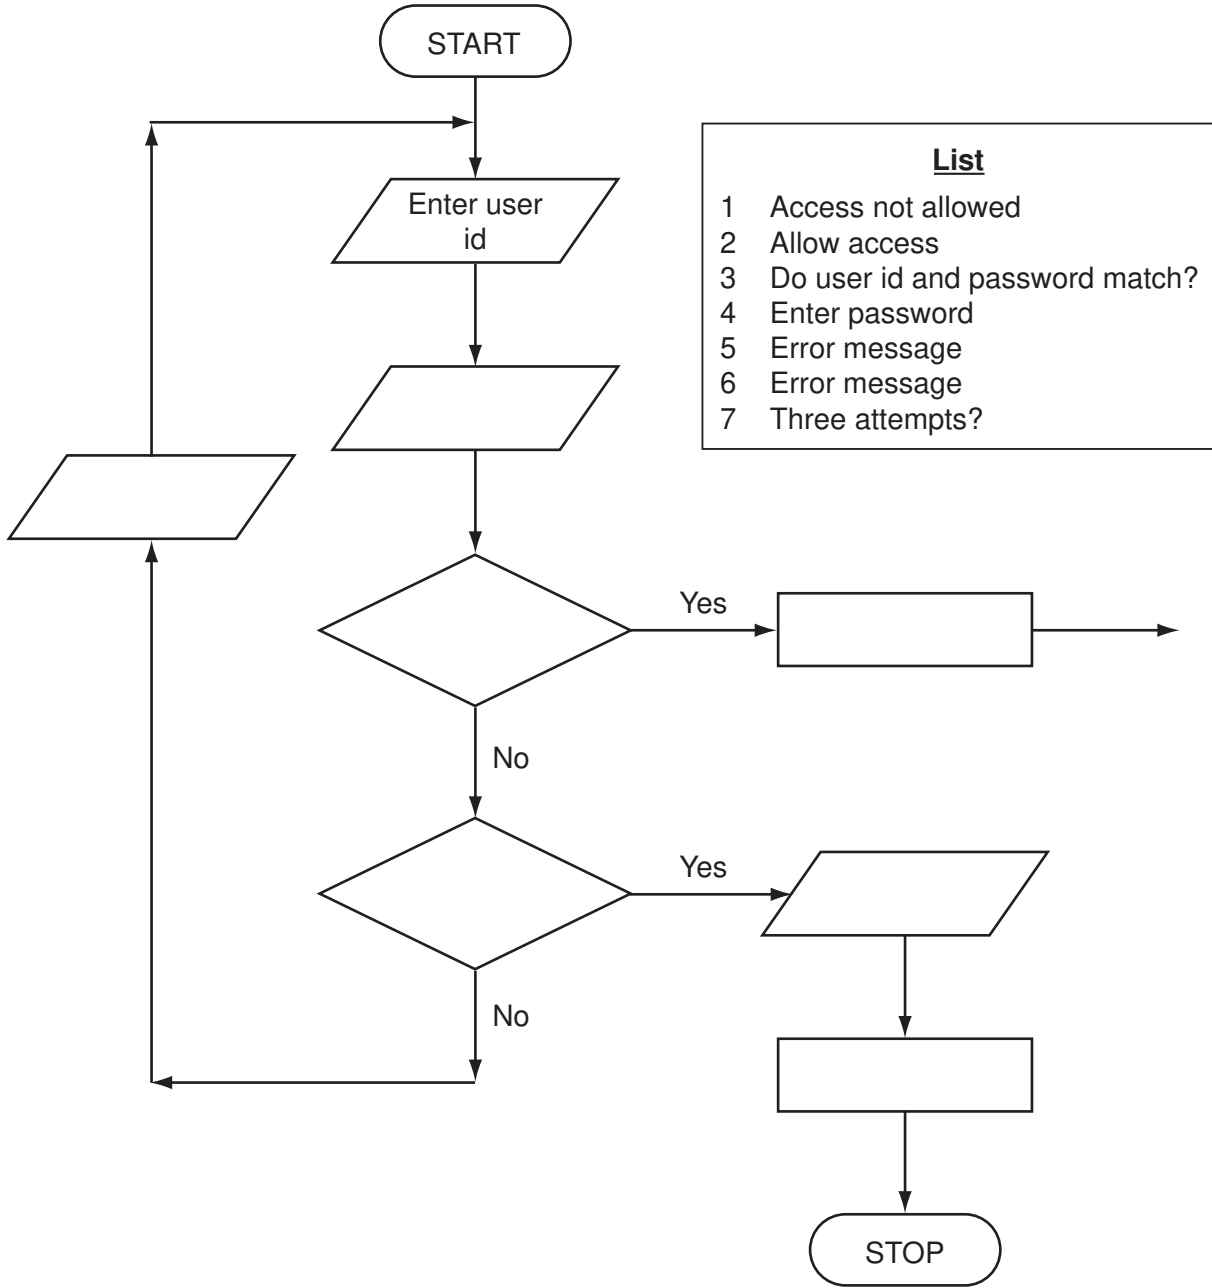 START
Enter user
id
List
1 Access not allowed
2 Allow access
3 Do user id and password match?
4 Enter password
5 Error message
6 Error message
7 Three attempts?
Yes
No
Yes
No
STOP